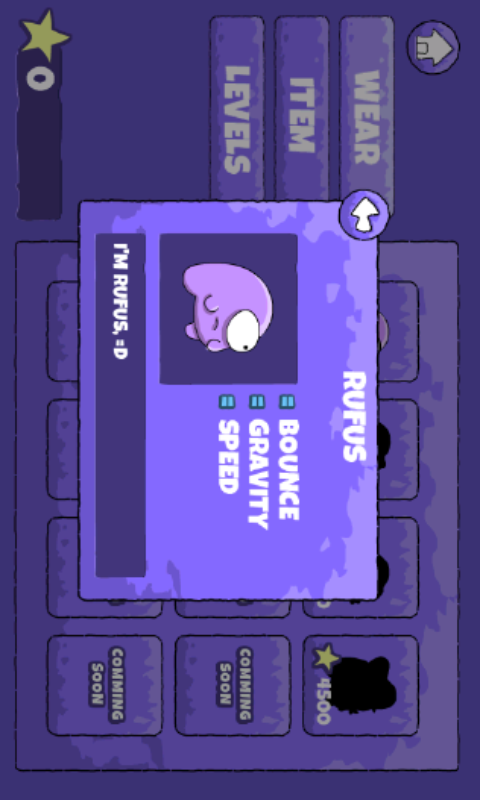 0
WEAR
ITEM
LEVELS
RUFUS
BOUNCE
GRAVITY
SPEED
I'M RUFUS, =D
4500
COMMING
SOON
COMMING
SOON